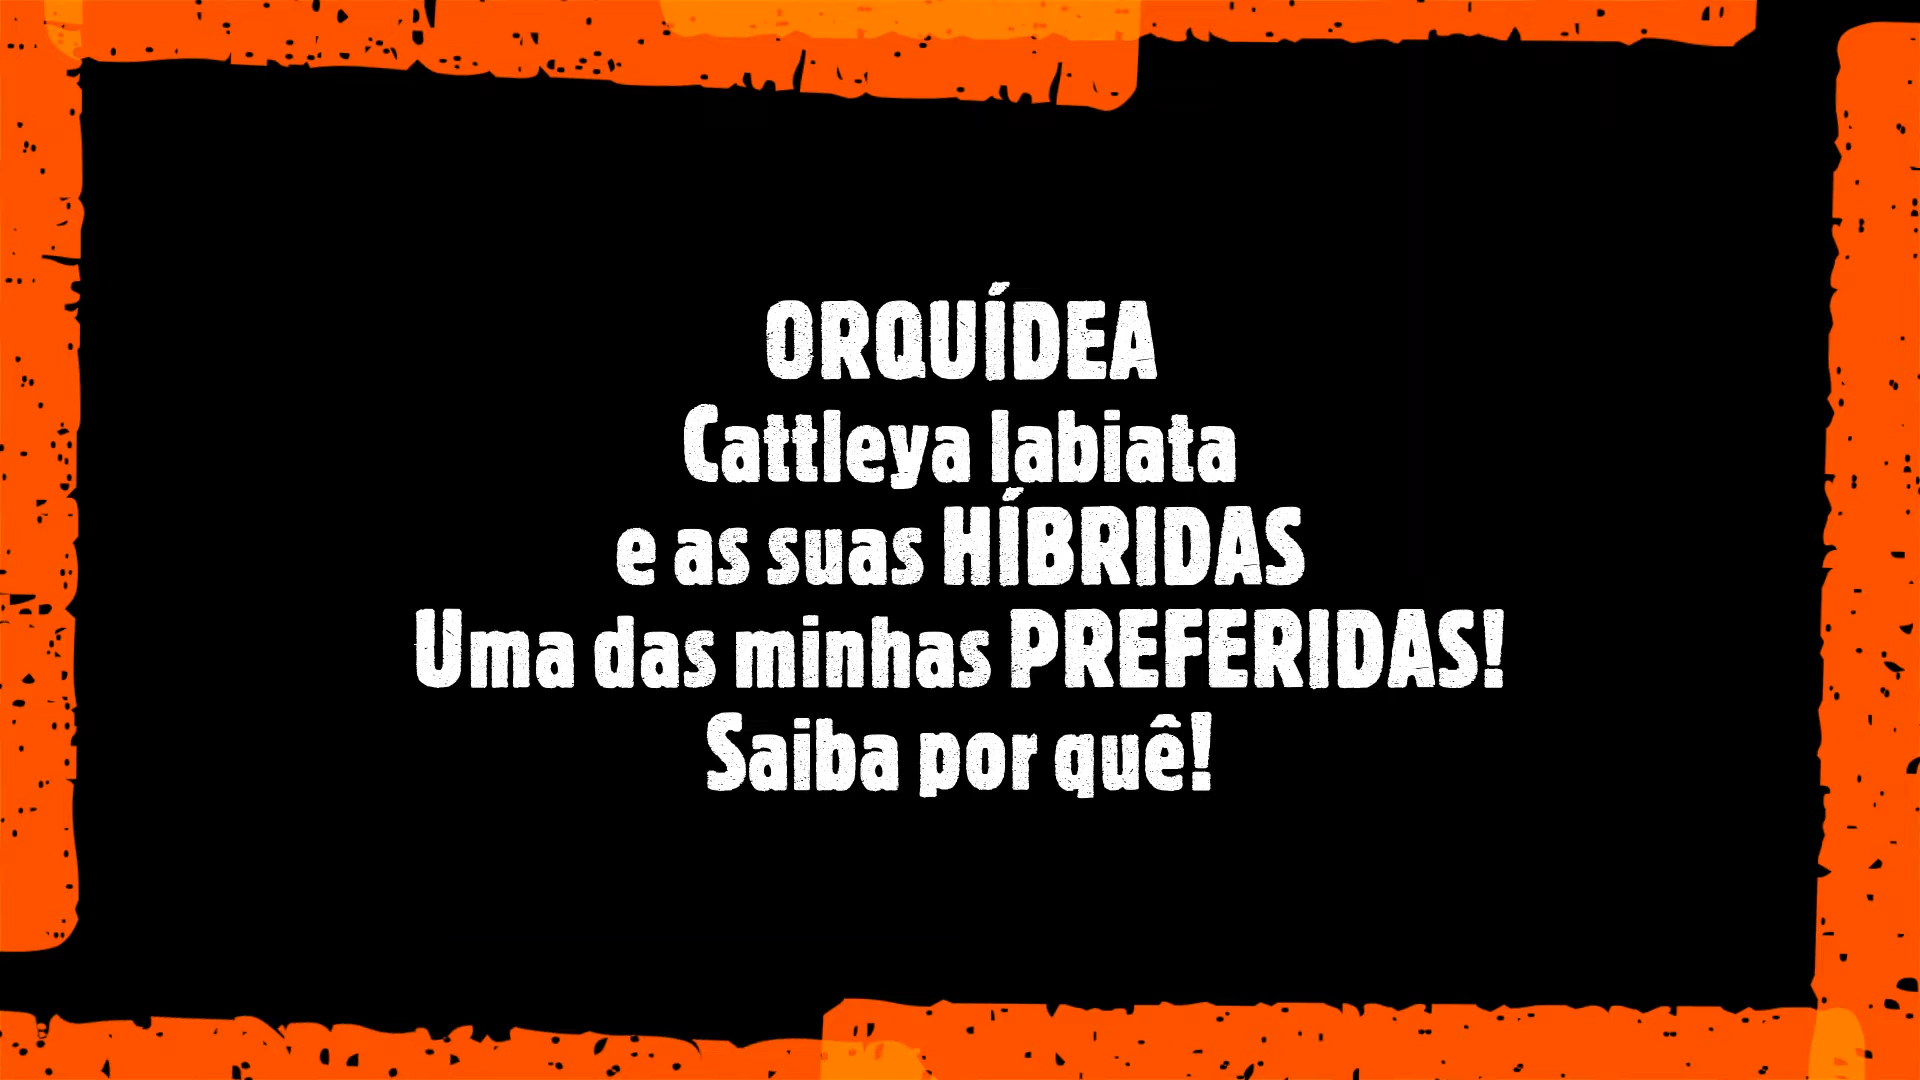 ORQUÍDEA
Cattleya labiata
e as suas HÍBRIDAS
Uma das minhas PREFERIDAS!
Saiba por quê!